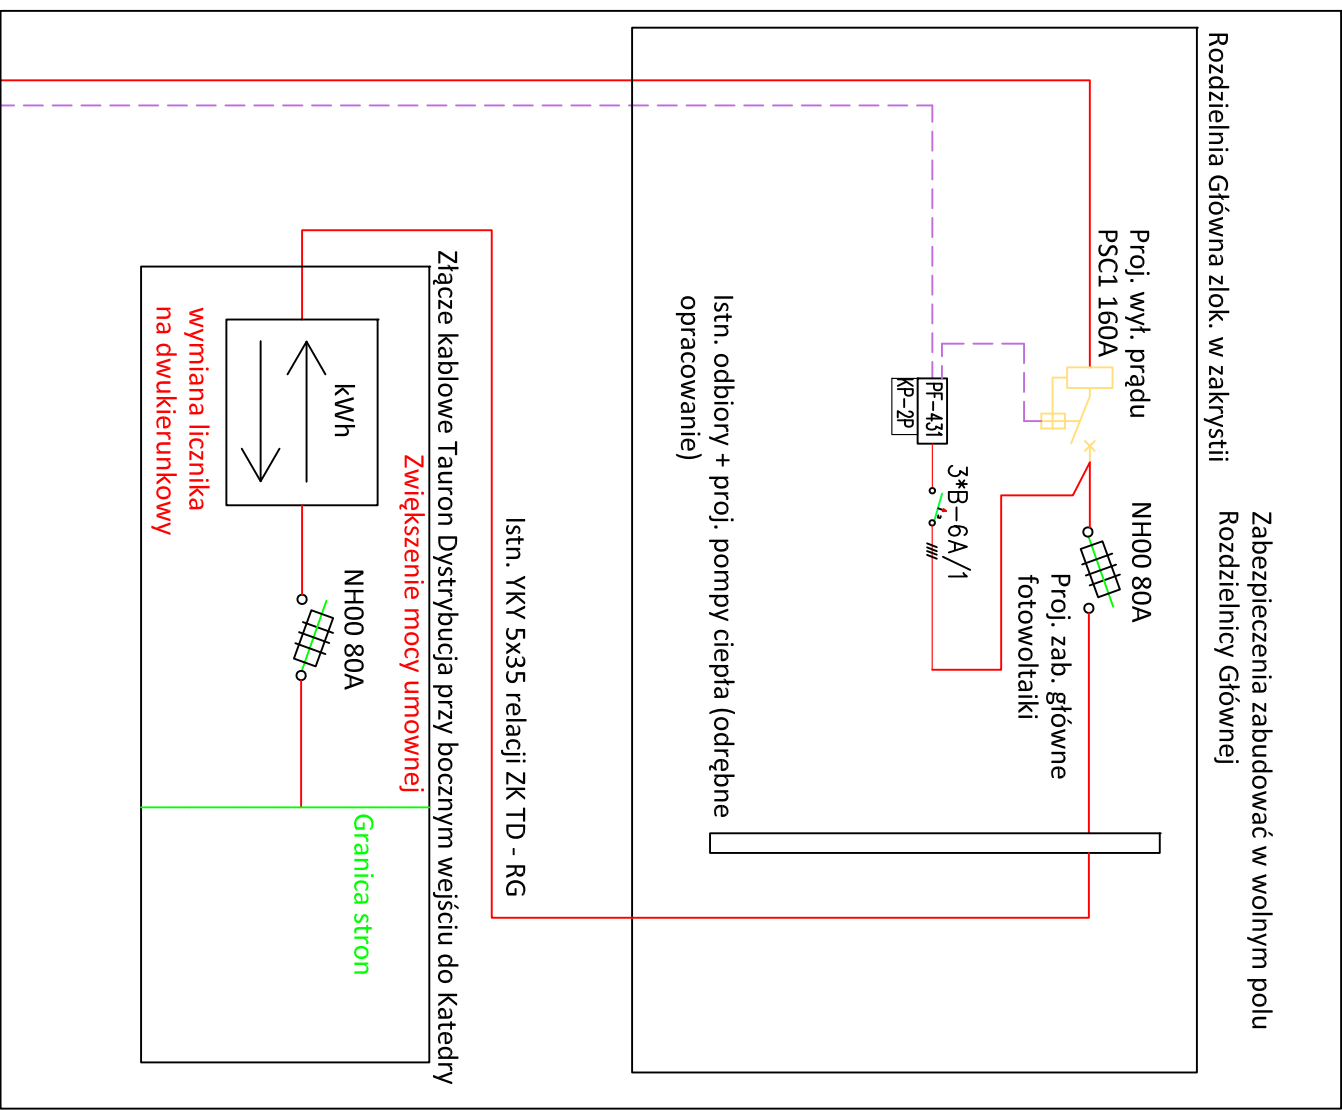 Rozdzielnia Główna zlok. w zakrystii
Zabezpieczenia zabudować w wolnym polu
Rozdzielnicy Głównej
Proj. wył. prądu
PSC1 160A
NH00 80A
Proj. zab. główne
fotowoltaiki
PF-431
KP-2P
3*B-6A/1
Istn. odbiory + proj. pompy ciepła (odrębne
opracowanie)
Istn. YKY 5x35 relacji ZK TD - RG
Złącze kablowe Tauron Dystrybucja przy bocznym wejściu do Katedry
Zwiększenie mocy umownej
kWh
NH00 80A
Granica stron
wymiana licznika
na dwukierunkowy